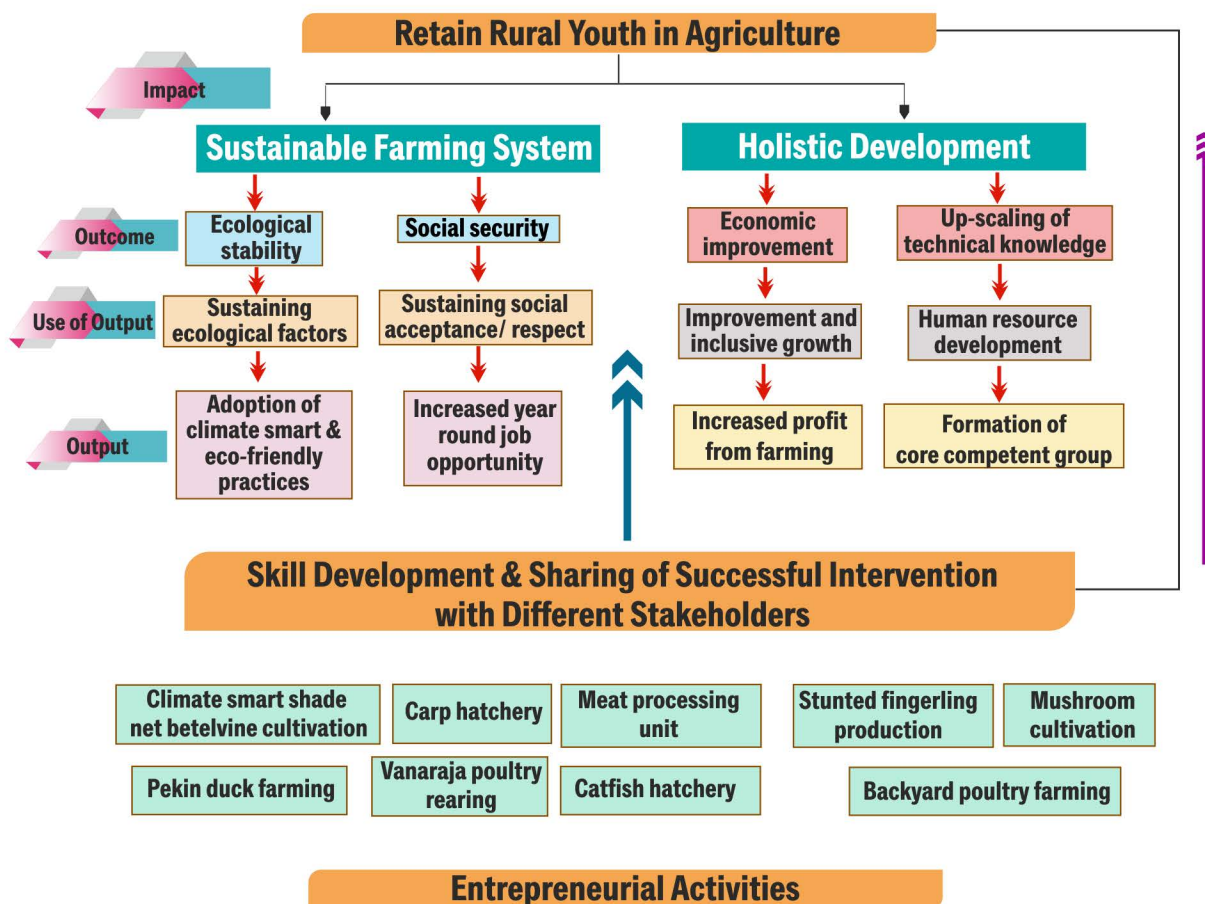 Retain Rural Youth in Agriculture
Impact
Sustainable Farming System
Holistic Development
Outcome
Ecological
stability
Social security
Economic
improvement
Up-scaling of
technical knowledge
Use of Output
Sustaining
ecological factors
Sustaining social
acceptance/ respect
Improvement and
inclusive growth
Human resource
development
Output
Adoption of
climate smart &
eco-friendly
practices
Increased year
round job
opportunity
Increased profit
from farming
Formation of
core competent group
Skill Development & Sharing of Successful Intervention
with Different Stakeholders
Climate smart shade
net betelvine cultivation
Carp hatchery
Meat processing
unit
Stunted fingerling
production
Mushroom
cultivation
Pekin duck farming
Vanaraja poultry
rearing
Catfish hatchery
Backyard poultry farming
Entrepreneurial Activities